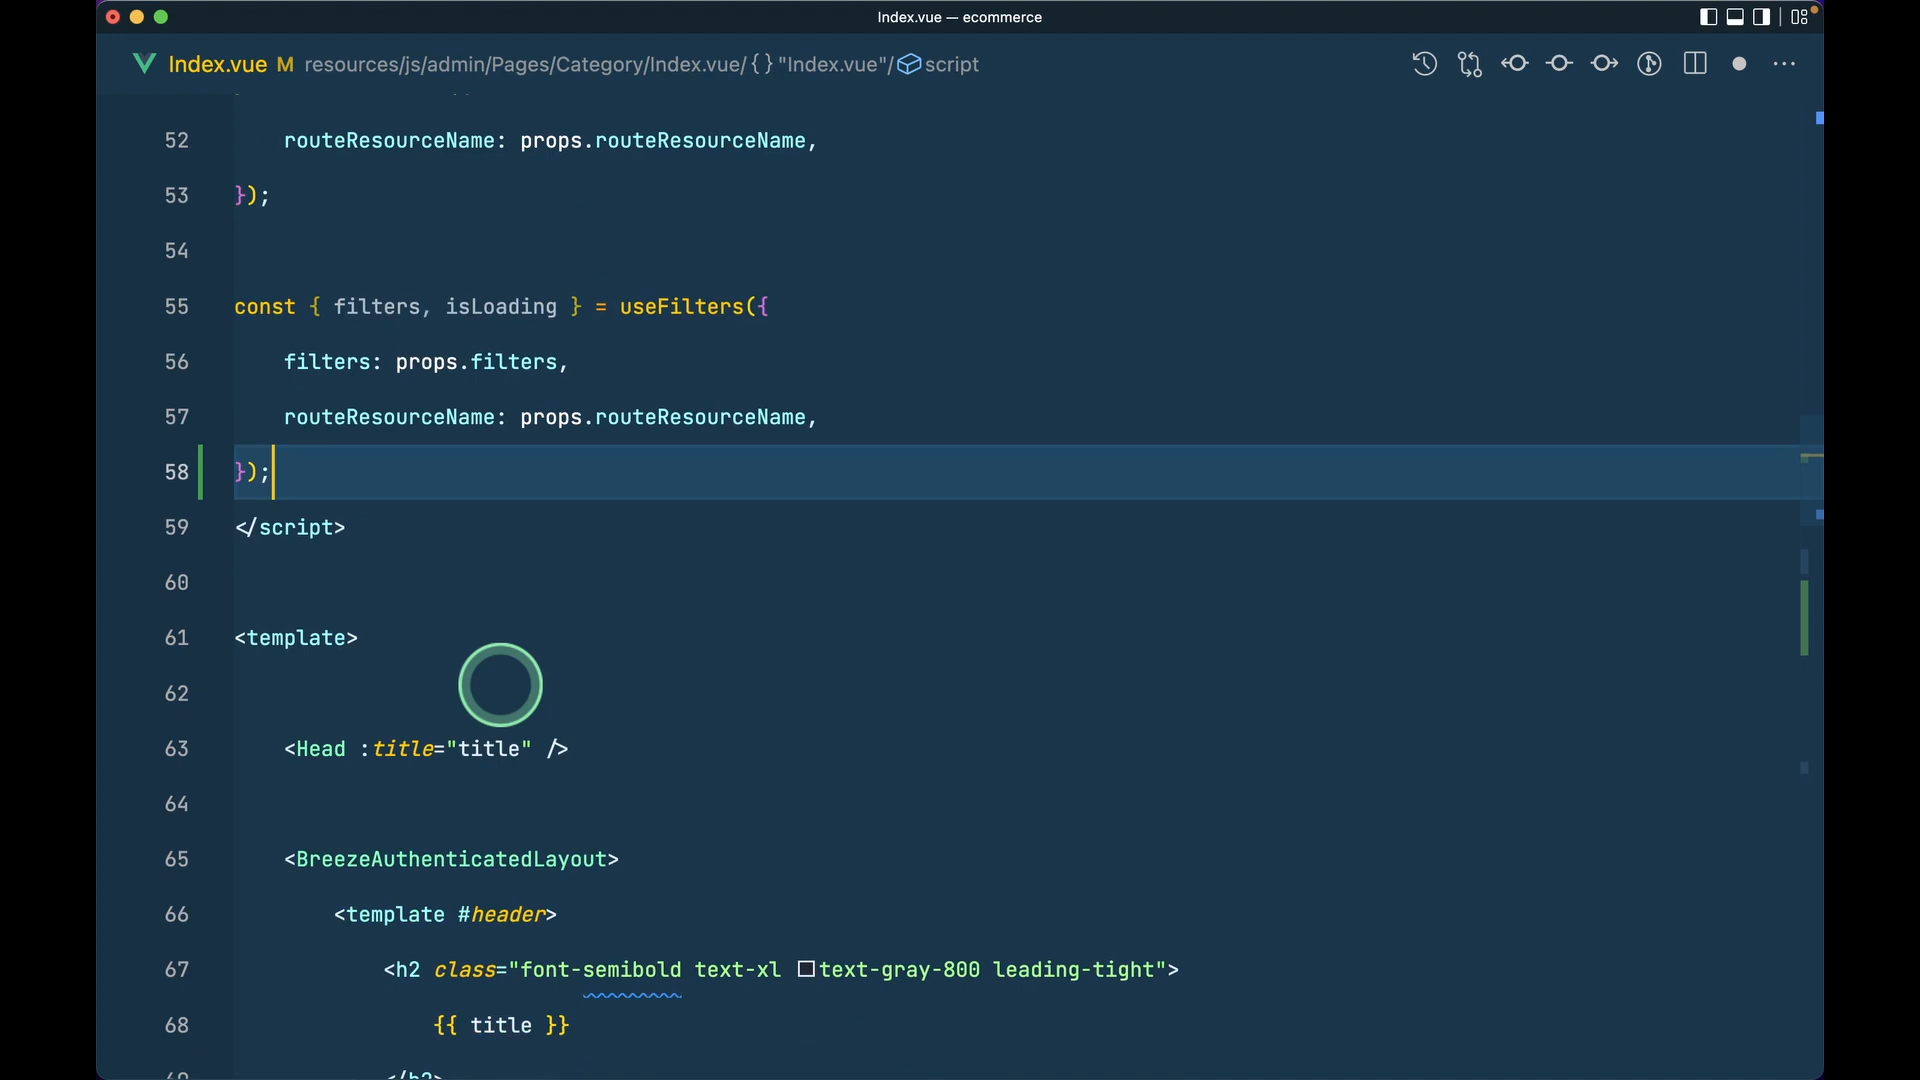 Index.vue — ecommerce
Index.vue M resources/js/admin/Pages/Category/Index.vue/ {} "Index.vue"/ script
52 routeResourceName: props.routeResourceName,
53 });
54
55 const { filters, isLoading } = useFilters({
56 filters: props.filters,
57 routeResourceName: props.routeResourceName,
58 });
59 </script>
60
61 <template>
62
63 <Head :title="title" />
64
65 <BreezeAuthenticatedLayout>
66 <template #header>
67 <h2 class="font-semibold text-xl text-gray-800 leading-tight">
68 {{ title }}
69 </h2>